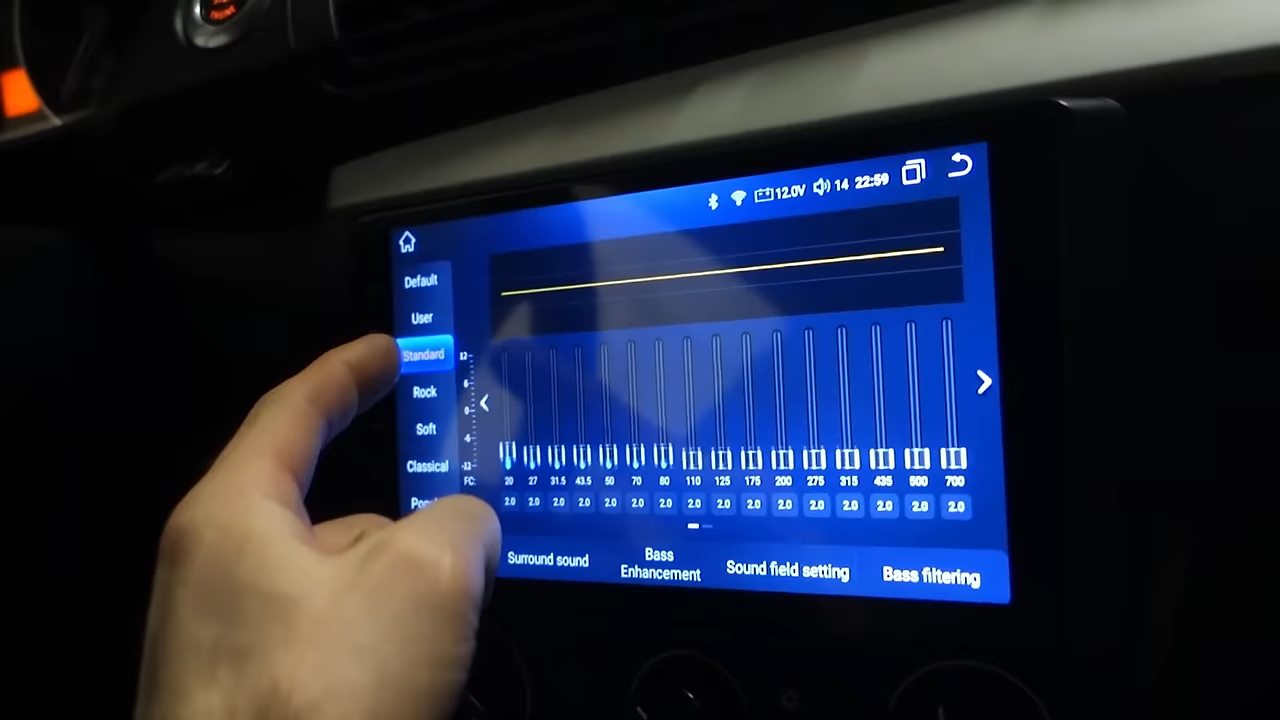 12.0V 14 22:59
Default
User
Standard
Rock
Soft
Classical
12
6
0
-6
-12
FC: 20 27 31.5 43.5 50 70 80 110 125 175 200 275 315 435 500 700
2.0 2.0 2.0 2.0 2.0 2.0 2.0 2.0 2.0 2.0 2.0 2.0 2.0 2.0 2.0 2.0
Surround sound
Bass
Enhancement
Sound field setting
Bass filtering